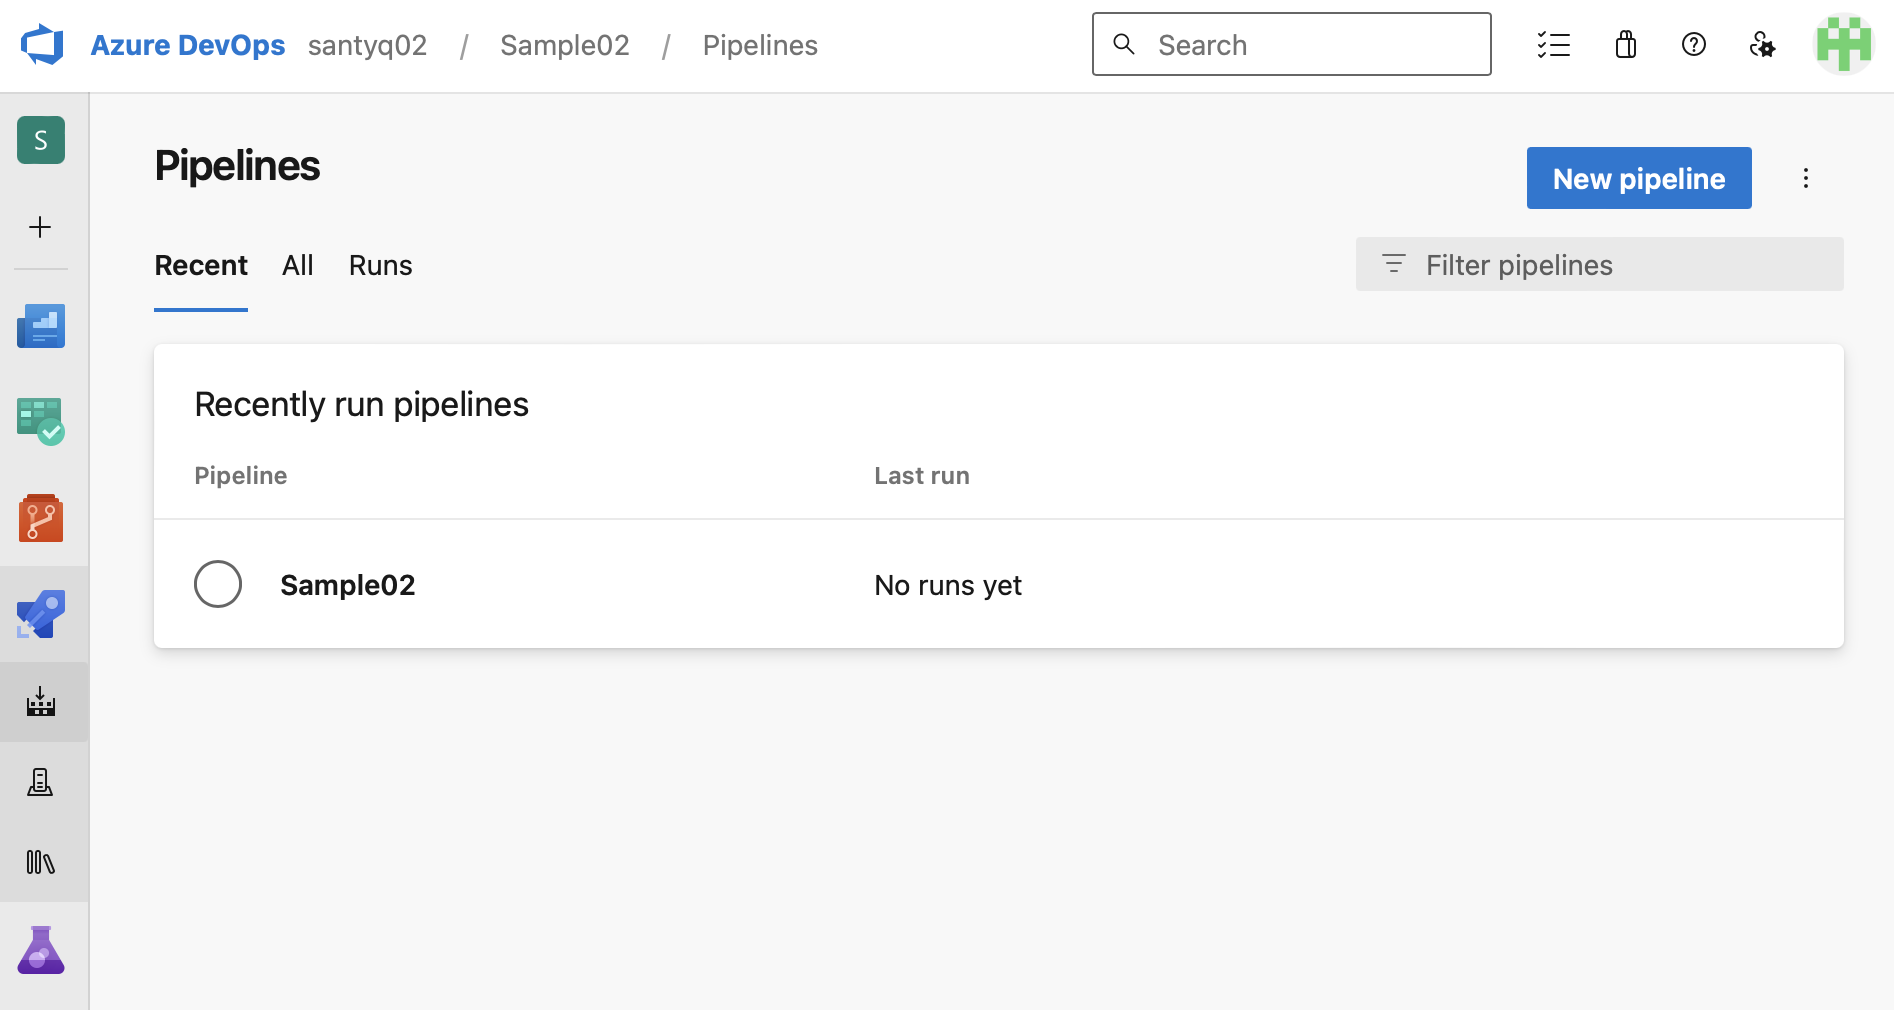 Azure DevOps santyq02 / Sample02 / Pipelines
Search
S
Pipelines
New pipeline
Recent All Runs
Filter pipelines
Recently run pipelines
Pipeline Last run
Sample02 No runs yet